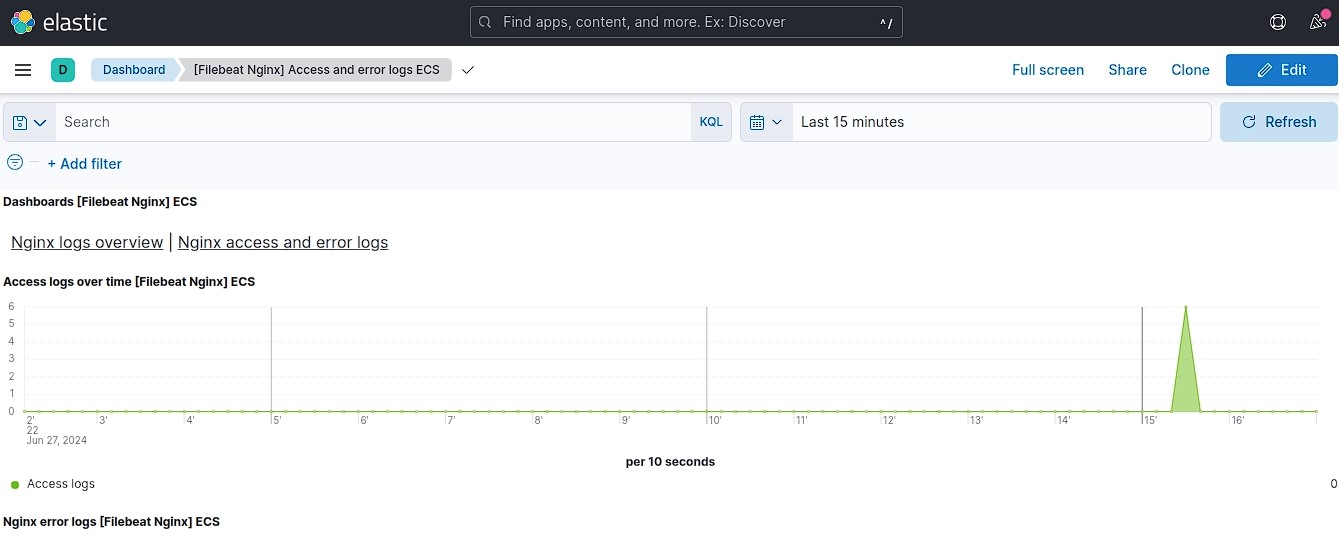 elastic
Find apps, content, and more. Ex: Discover ^/
D Dashboard [Filebeat Nginx] Access and error logs ECS Full screen Share Clone Edit
Search KQL Last 15 minutes Refresh
+ Add filter
Dashboards [Filebeat Nginx] ECS
Nginx logs overview | Nginx access and error logs
Access logs over time [Filebeat Nginx] ECS
6
5
4
3
2
1
0
2' 3' 4' 5' 6' 7' 8' 9' 10' 11' 12' 13' 14' 15' 16'
22
Jun 27, 2024
per 10 seconds
Access logs 0
Nginx error logs [Filebeat Nginx] ECS